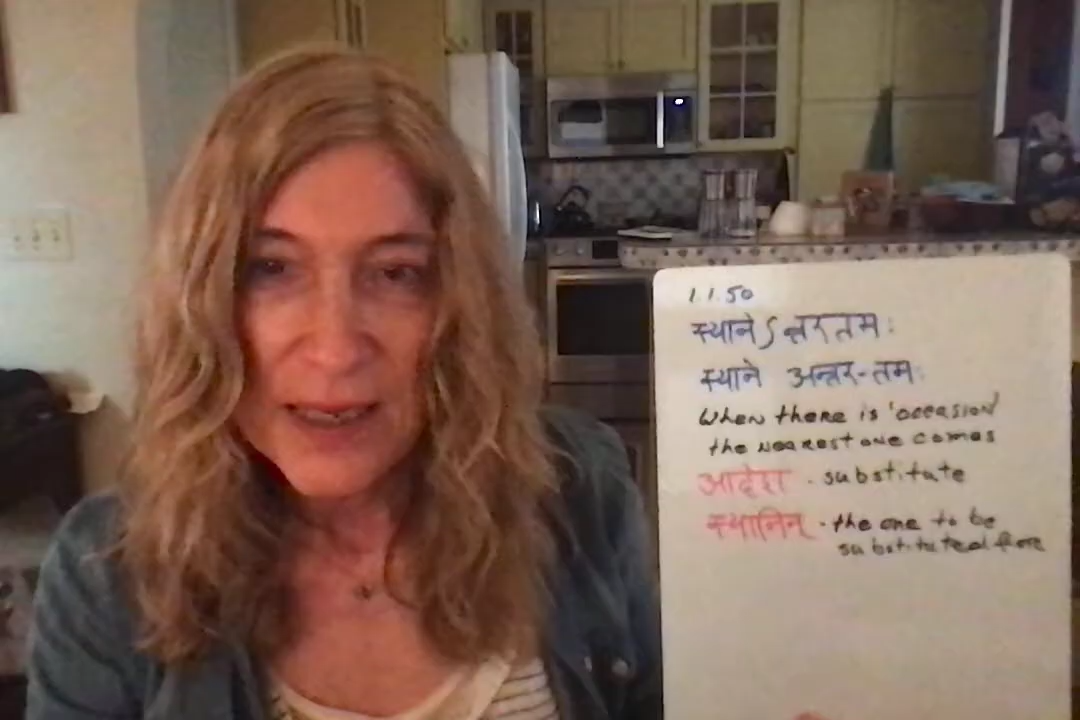 1.1.50
स्थानेऽन्तरतमः
स्थाने अन्तर-तमः
when there is 'occasion'
the nearest one comes
आदेश - substitute
स्थानिन् - the one to be
substituted for